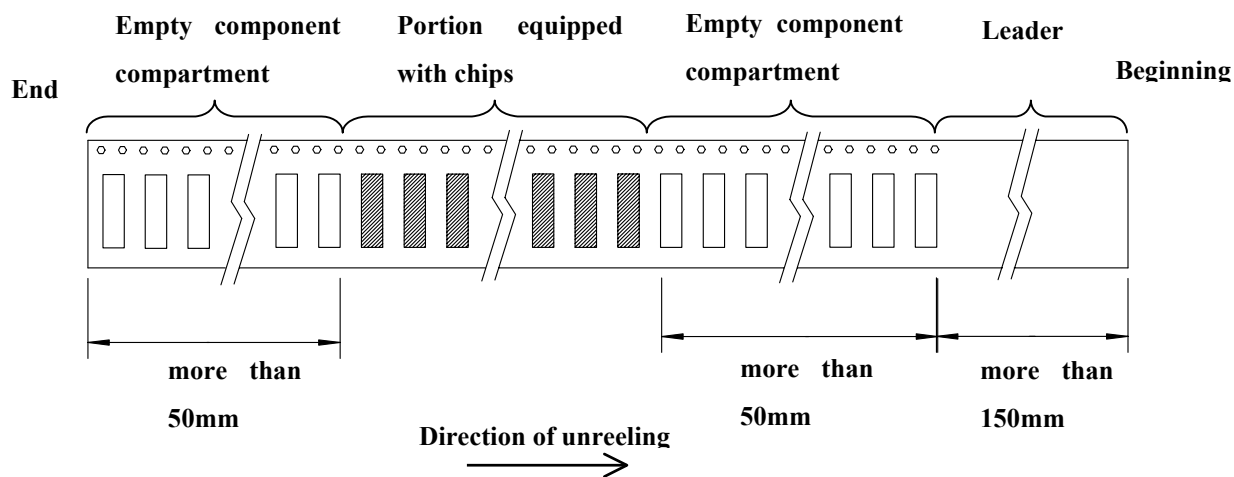 Empty component
compartment
Portion equipped
with chips
Empty component
compartment
Leader
End
Beginning
more than
50mm
more than
50mm
more than
150mm
Direction of unreeling